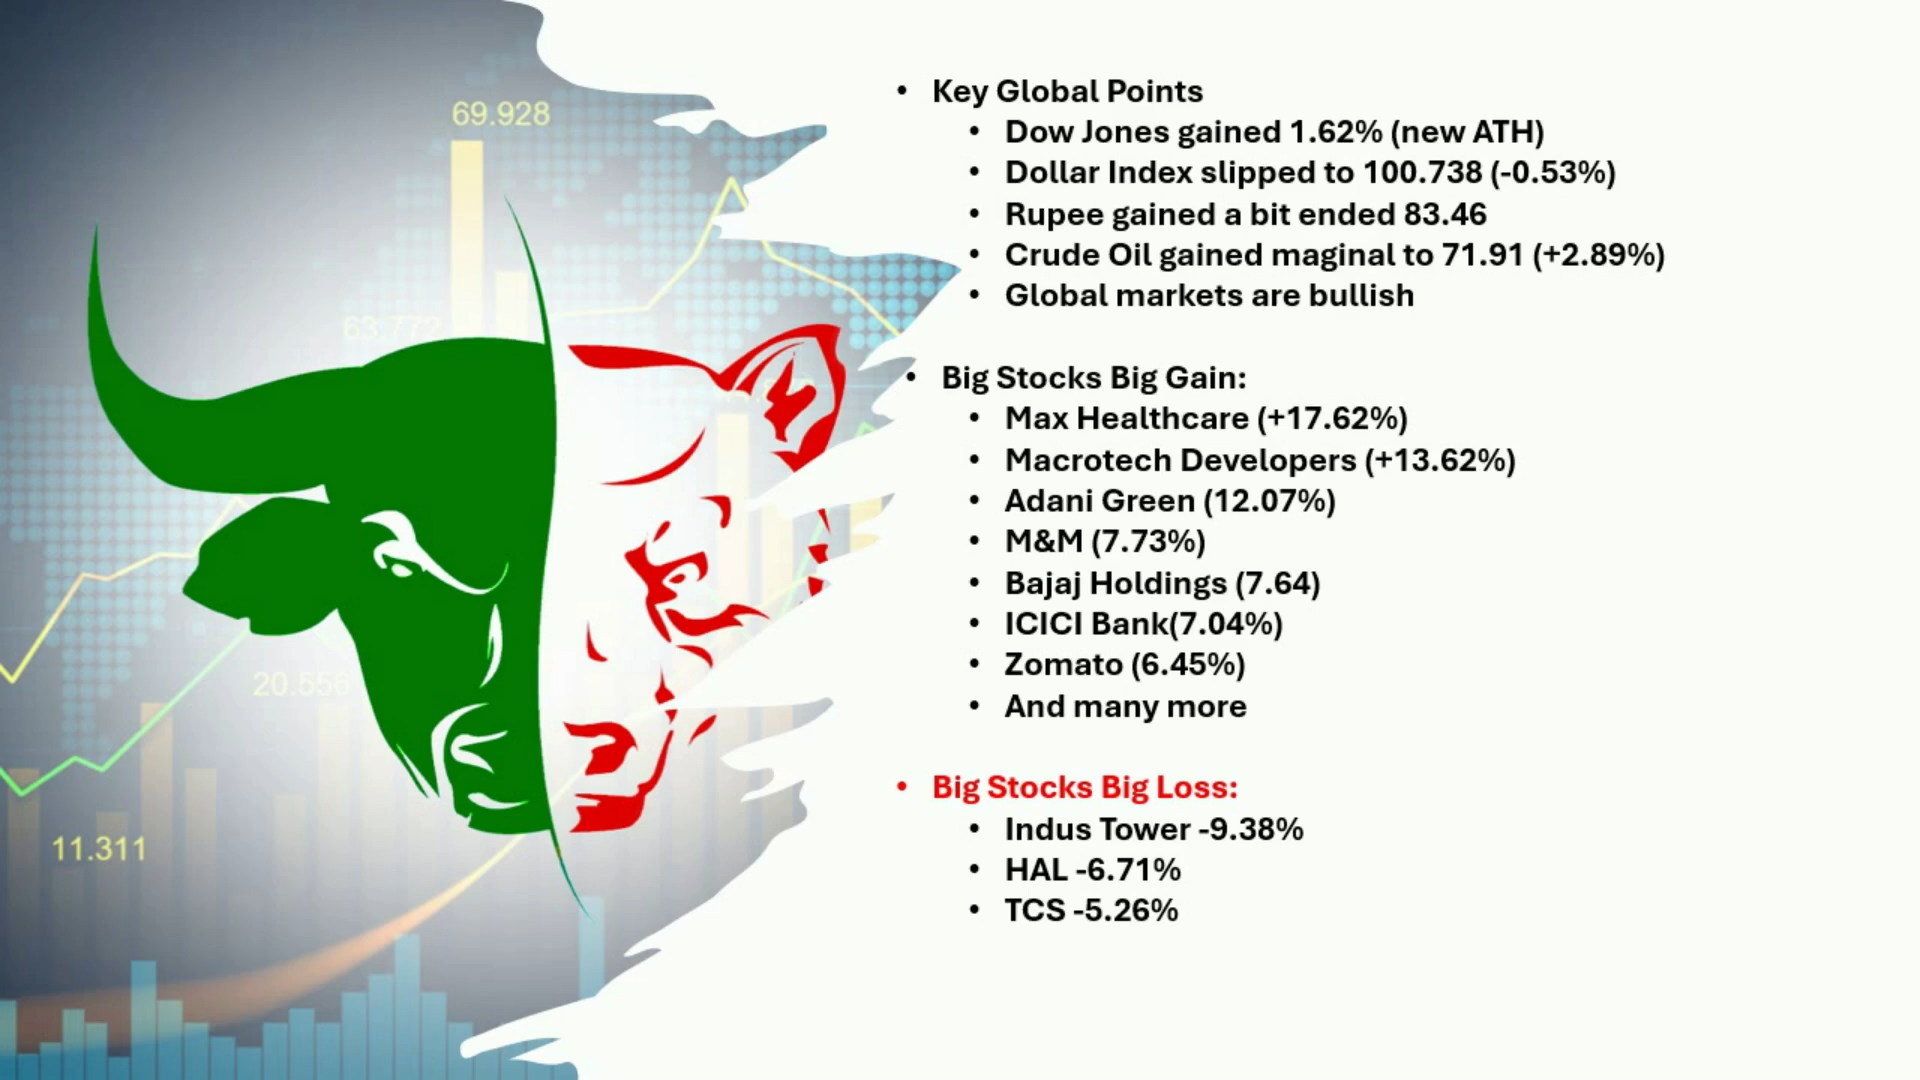 69.928
63.772
20.556
11.311
• Key Global Points
• Dow Jones gained 1.62% (new ATH)
• Dollar Index slipped to 100.738 (-0.53%)
• Rupee gained a bit ended 83.46
• Crude Oil gained maginal to 71.91 (+2.89%)
• Global markets are bullish
• Big Stocks Big Gain:
• Max Healthcare (+17.62%)
• Macrotech Developers (+13.62%)
• Adani Green (12.07%)
• M&M (7.73%)
• Bajaj Holdings (7.64)
• ICICI Bank(7.04%)
• Zomato (6.45%)
• And many more
• Big Stocks Big Loss:
• Indus Tower -9.38%
• HAL -6.71%
• TCS -5.26%